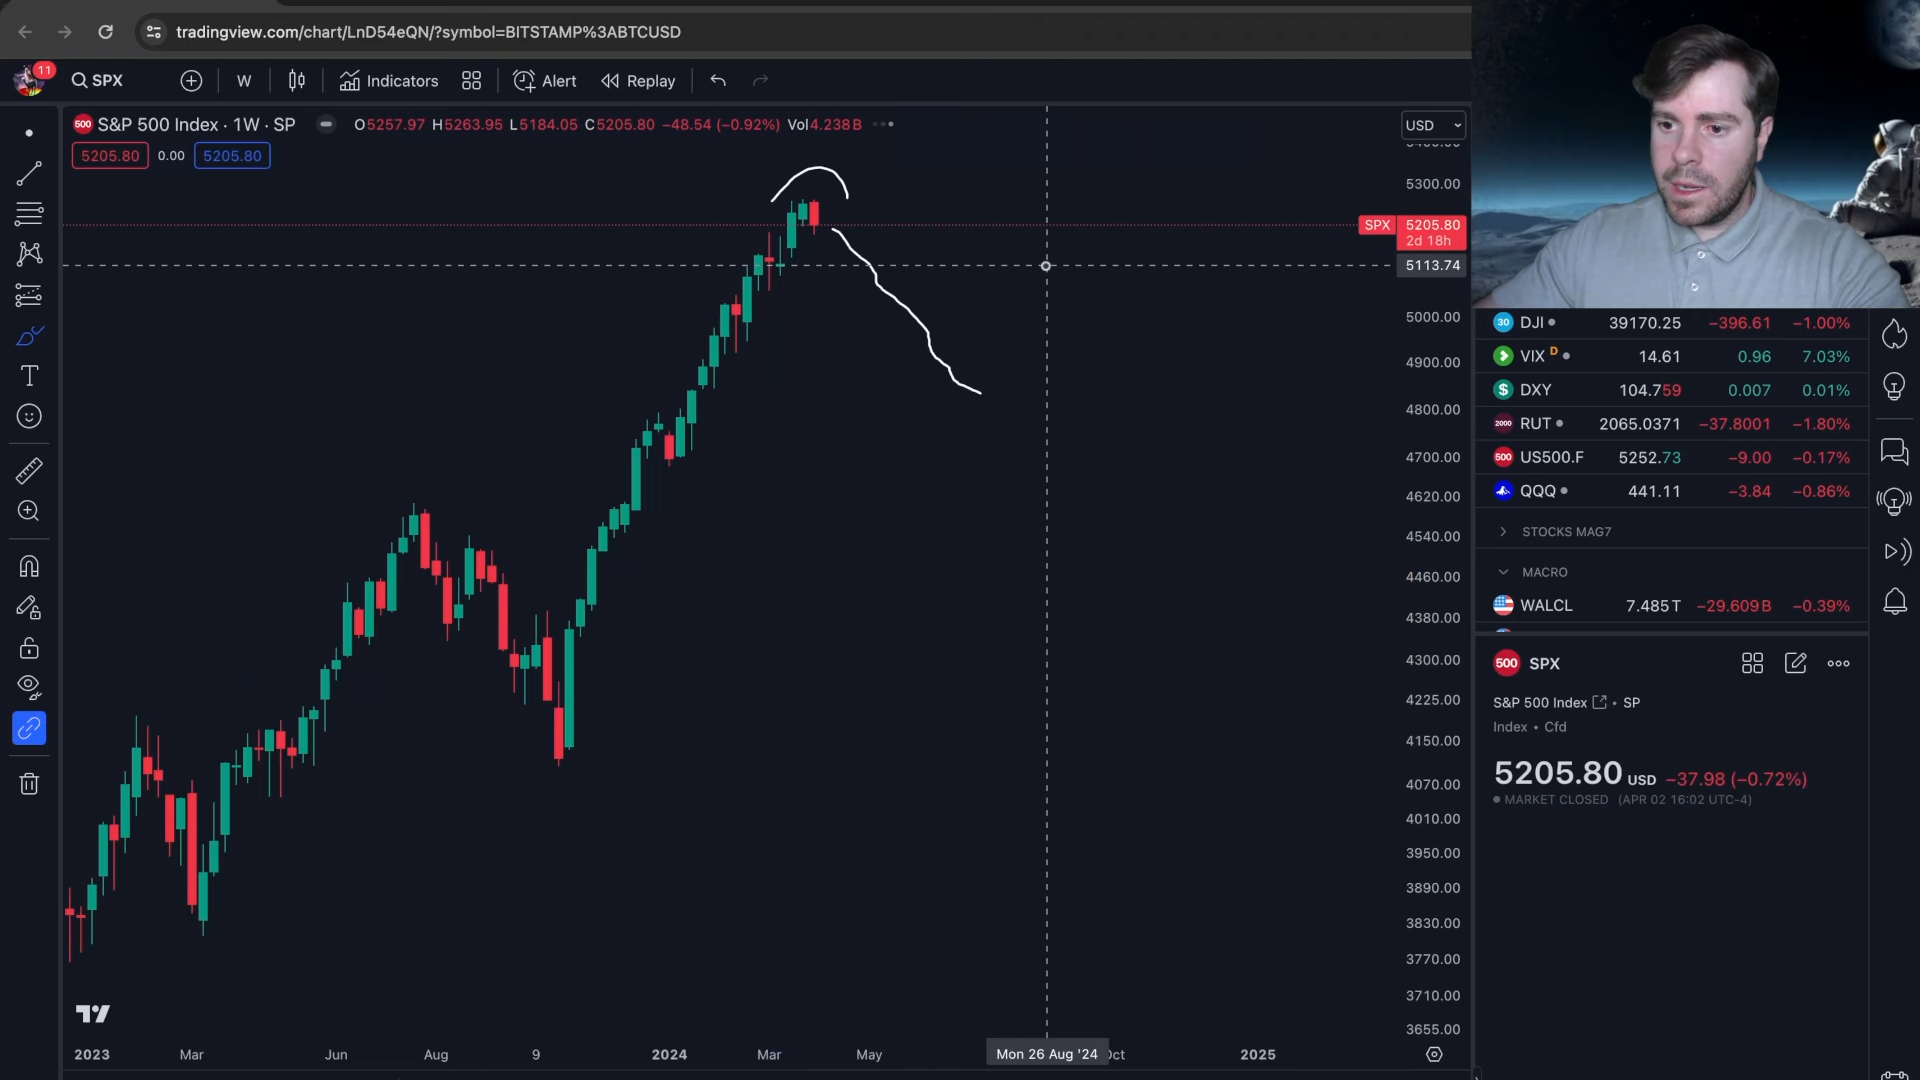 tradingview.com/chart/LnD54eQN/?symbol=BITSTAMP%3ABTCUSD
11
SPX
W
Indicators
Alert
Replay
500 S&P 500 Index · 1W · SP O5257.97 H5263.95 L5184.05 C5205.80 −48.54 (−0.92%) Vol4.238B
5205.80 0.00 5205.80
USD
5300.00
SPX 5205.80
2d 18h
5113.74
5000.00
4900.00
4800.00
4700.00
4620.00
4540.00
4460.00
4380.00
4300.00
4225.00
4150.00
4070.00
4010.00
3950.00
3890.00
3830.00
3770.00
3710.00
3655.00
2023 Mar Jun Aug 9 2024 Mar May Mon 26 Aug '24 Oct 2025
30 DJI 39170.25 −396.61 −1.00%
VIX D 14.61 0.96 7.03%
$ DXY 104.759 0.007 0.01%
2000 RUT 2065.0371 −37.8001 −1.80%
500 US500.F 5252.73 −9.00 −0.17%
QQQ 441.11 −3.84 −0.86%
STOCKS MAG7
MACRO
WALCL 7.485T −29.609B −0.39%
500 SPX
S&P 500 Index • SP
Index • Cfd
5205.80 USD −37.98 (−0.72%)
MARKET CLOSED (APR 02 16:02 UTC-4)